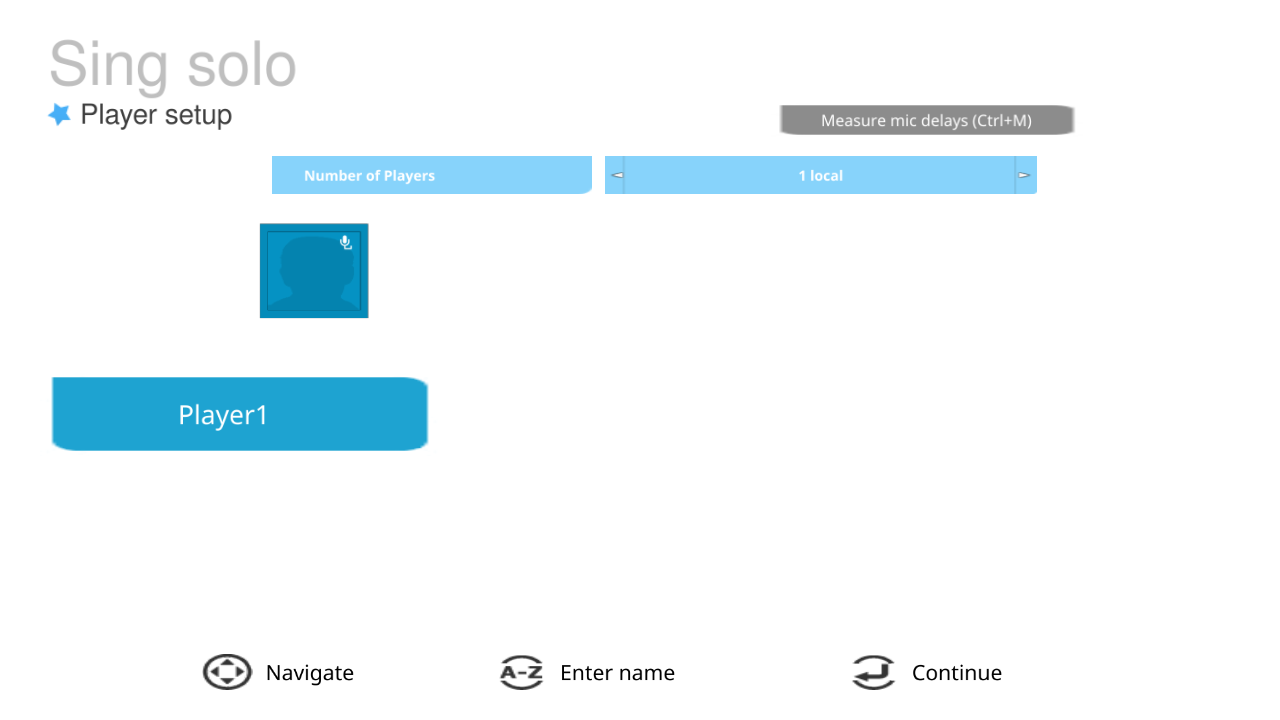 Sing solo
Player setup
Measure mic delays (Ctrl+M)
Number of Players
1 local
Player1
Navigate
A-Z
Enter name
Continue